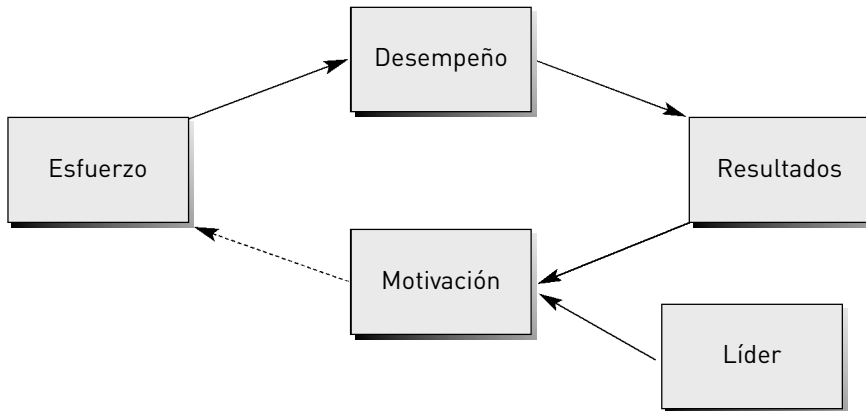 Desempeño
Esfuerzo
Resultados
Motivación
Líder